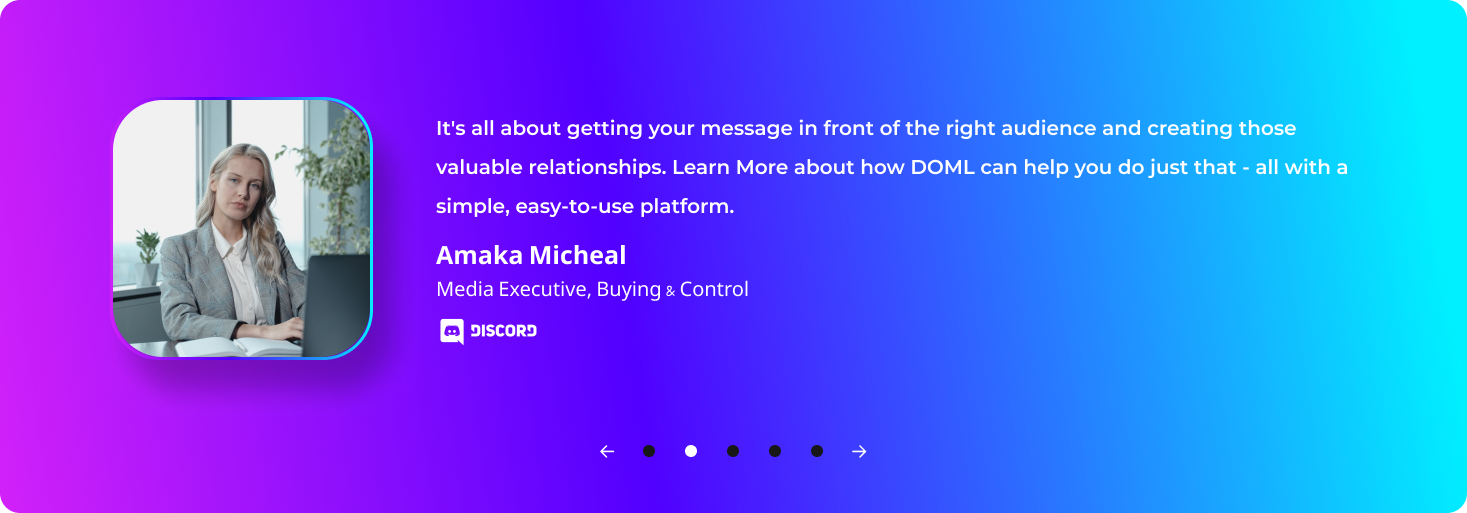 It's all about getting your message in front of the right audience and creating those
valuable relationships. Learn More about how DOML can help you do just that - all with a
simple, easy-to-use platform.
Amaka Micheal
Media Executive, Buying & Control
DISCORD